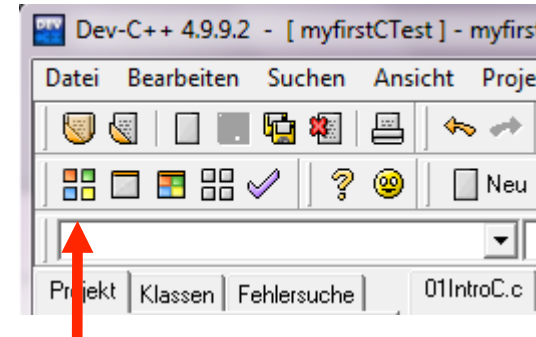 Dev-C++ 4.9.9.2 - [ myfirstCTest ] - myfirst
Datei Bearbeiten Suchen Ansicht Proje
Neu
Projekt Klassen Fehlersuche 01IntroC.c